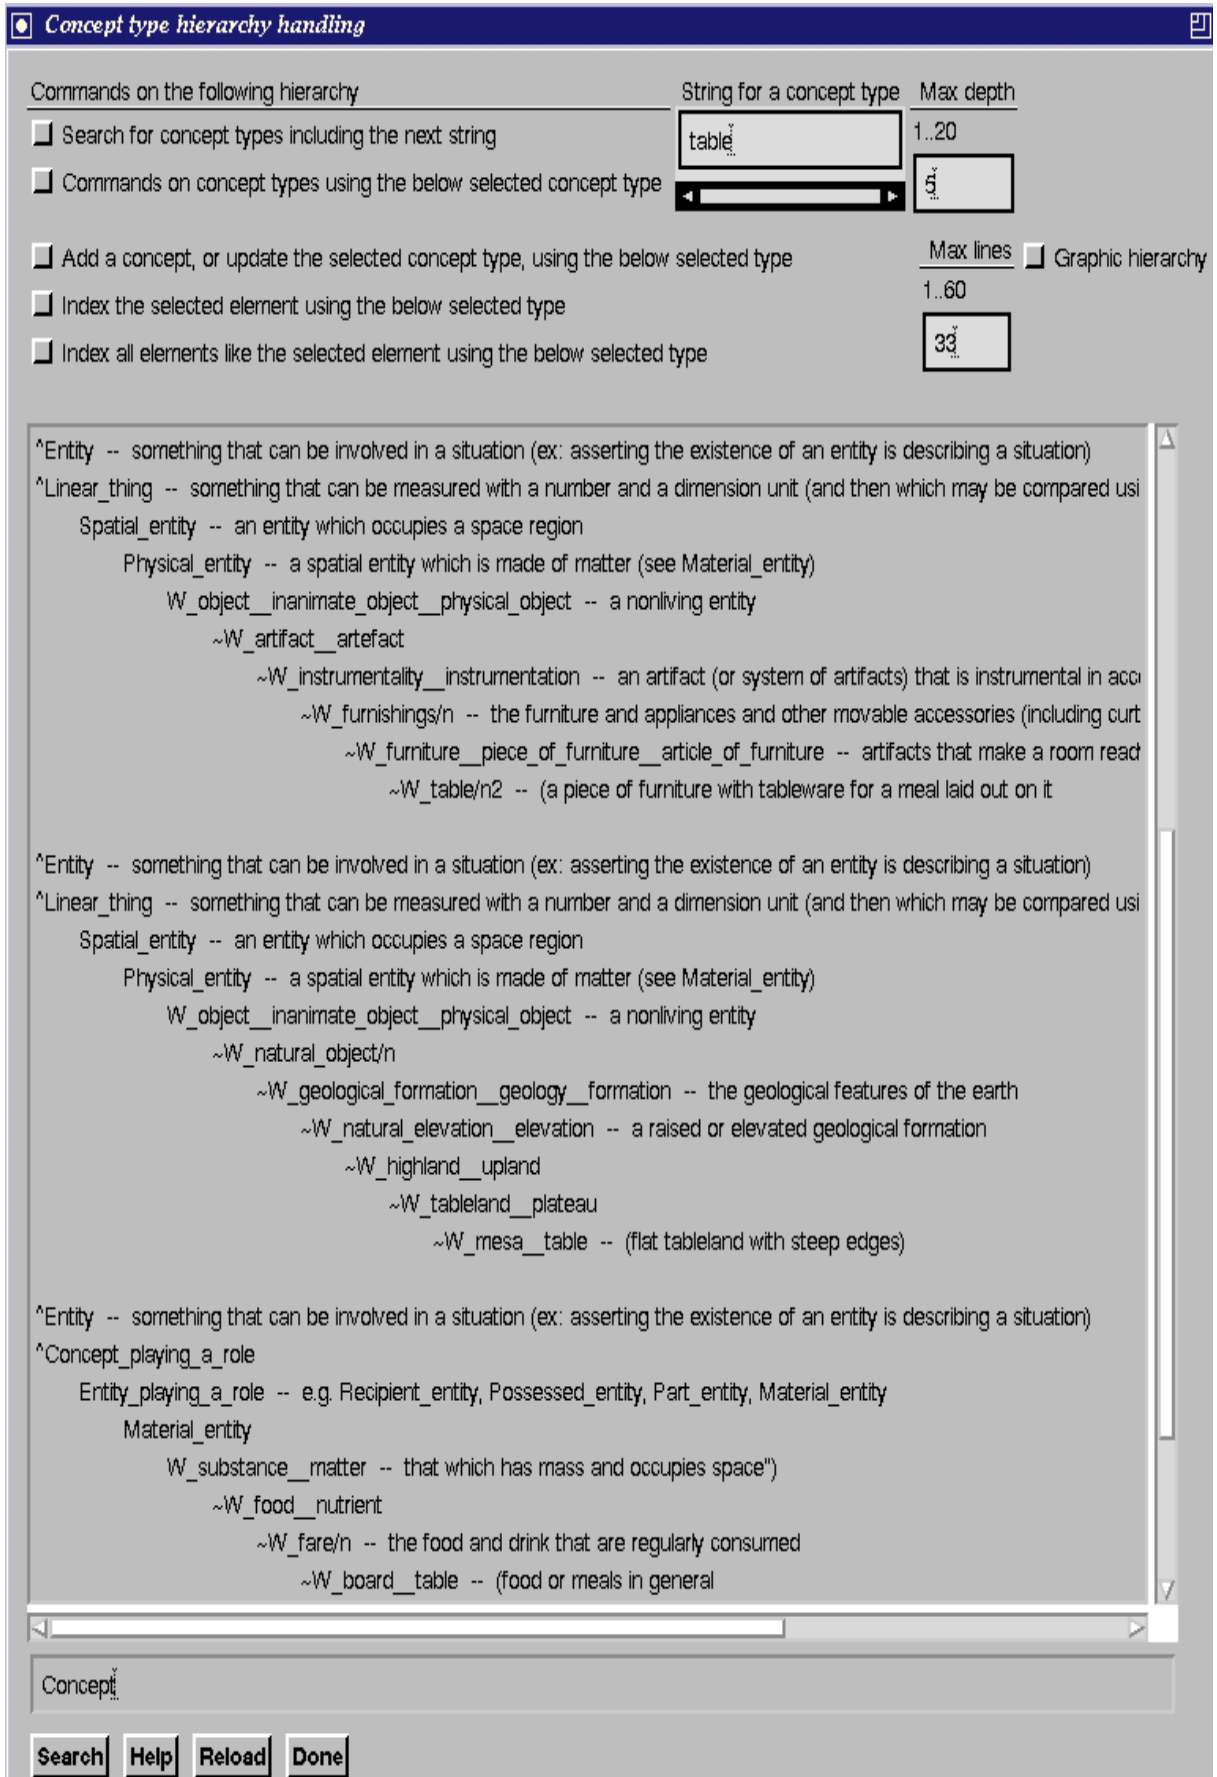 Concept type hierarchy handling
Commands on the following hierarchy String for a concept type Max depth
Search for concept types including the next string table 1..20
Commands on concept types using the below selected concept type 5
Add a concept, or update the selected concept type, using the below selected type Max lines Graphic hierarchy
Index the selected element using the below selected type 1..60
Index all elements like the selected element using the below selected type 33
^Entity -- something that can be involved in a situation (ex: asserting the existence of an entity is describing a situation)
^Linear_thing -- something that can be measured with a number and a dimension unit (and then which may be compared usi
Spatial_entity -- an entity which occupies a space region
Physical_entity -- a spatial entity which is made of matter (see Material_entity)
W_object__inanimate_object__physical_object -- a nonliving entity
~W_artifact__artefact
~W_instrumentality__instrumentation -- an artifact (or system of artifacts) that is instrumental in acc
~W_furnishings/n -- the furniture and appliances and other movable accessories (including curt
~W_furniture__piece_of_furniture__article_of_furniture -- artifacts that make a room read
~W_table/n2 -- (a piece of furniture with tableware for a meal laid out on it
^Entity -- something that can be involved in a situation (ex: asserting the existence of an entity is describing a situation)
^Linear_thing -- something that can be measured with a number and a dimension unit (and then which may be compared usi
Spatial_entity -- an entity which occupies a space region
Physical_entity -- a spatial entity which is made of matter (see Material_entity)
W_object__inanimate_object__physical_object -- a nonliving entity
~W_natural_object/n
~W_geological_formation__geology__formation -- the geological features of the earth
~W_natural_elevation__elevation -- a raised or elevated geological formation
~W_highland__upland
~W_tableland__plateau
~W_mesa__table -- (flat tableland with steep edges)
^Entity -- something that can be involved in a situation (ex: asserting the existence of an entity is describing a situation)
^Concept_playing_a_role
Entity_playing_a_role -- e.g. Recipient_entity, Possessed_entity, Part_entity, Material_entity
Material_entity
W_substance__matter -- that which has mass and occupies space")
~W_food__nutrient
~W_fare/n -- the food and drink that are regularly consumed
~W_board__table -- (food or meals in general
Concept
Search Help Reload Done